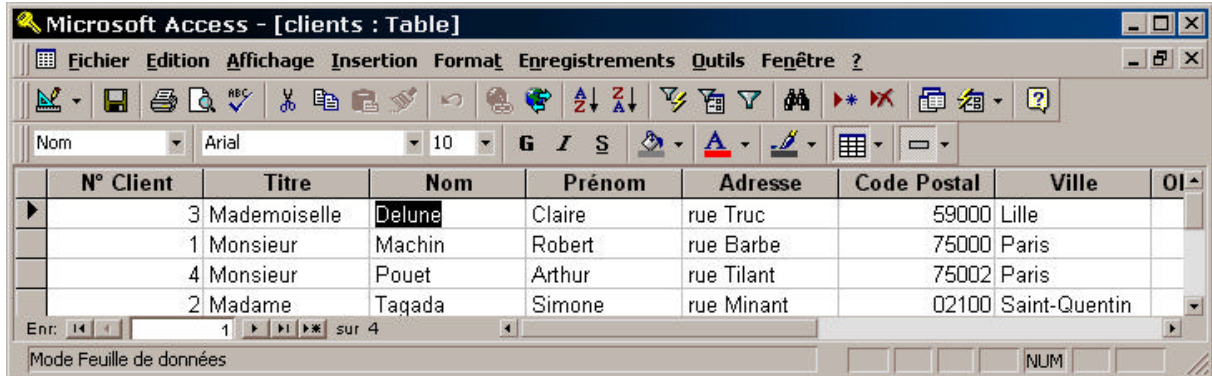 Microsoft Access - [clients : Table]
Fichier Edition Affichage Insertion Format Enregistrements Outils Fenêtre ?
ABC A Z Z A
Nom Arial 10 G I S A
N° Client Titre Nom Prénom Adresse Code Postal Ville Ol
3 Mademoiselle Delune Claire rue Truc 59000 Lille
1 Monsieur Machin Robert rue Barbe 75000 Paris
4 Monsieur Pouet Arthur rue Tilant 75002 Paris
2 Madame Tagada Simone rue Minant 02100 Saint-Quentin
Enr: 1 sur 4
Mode Feuille de données NUM